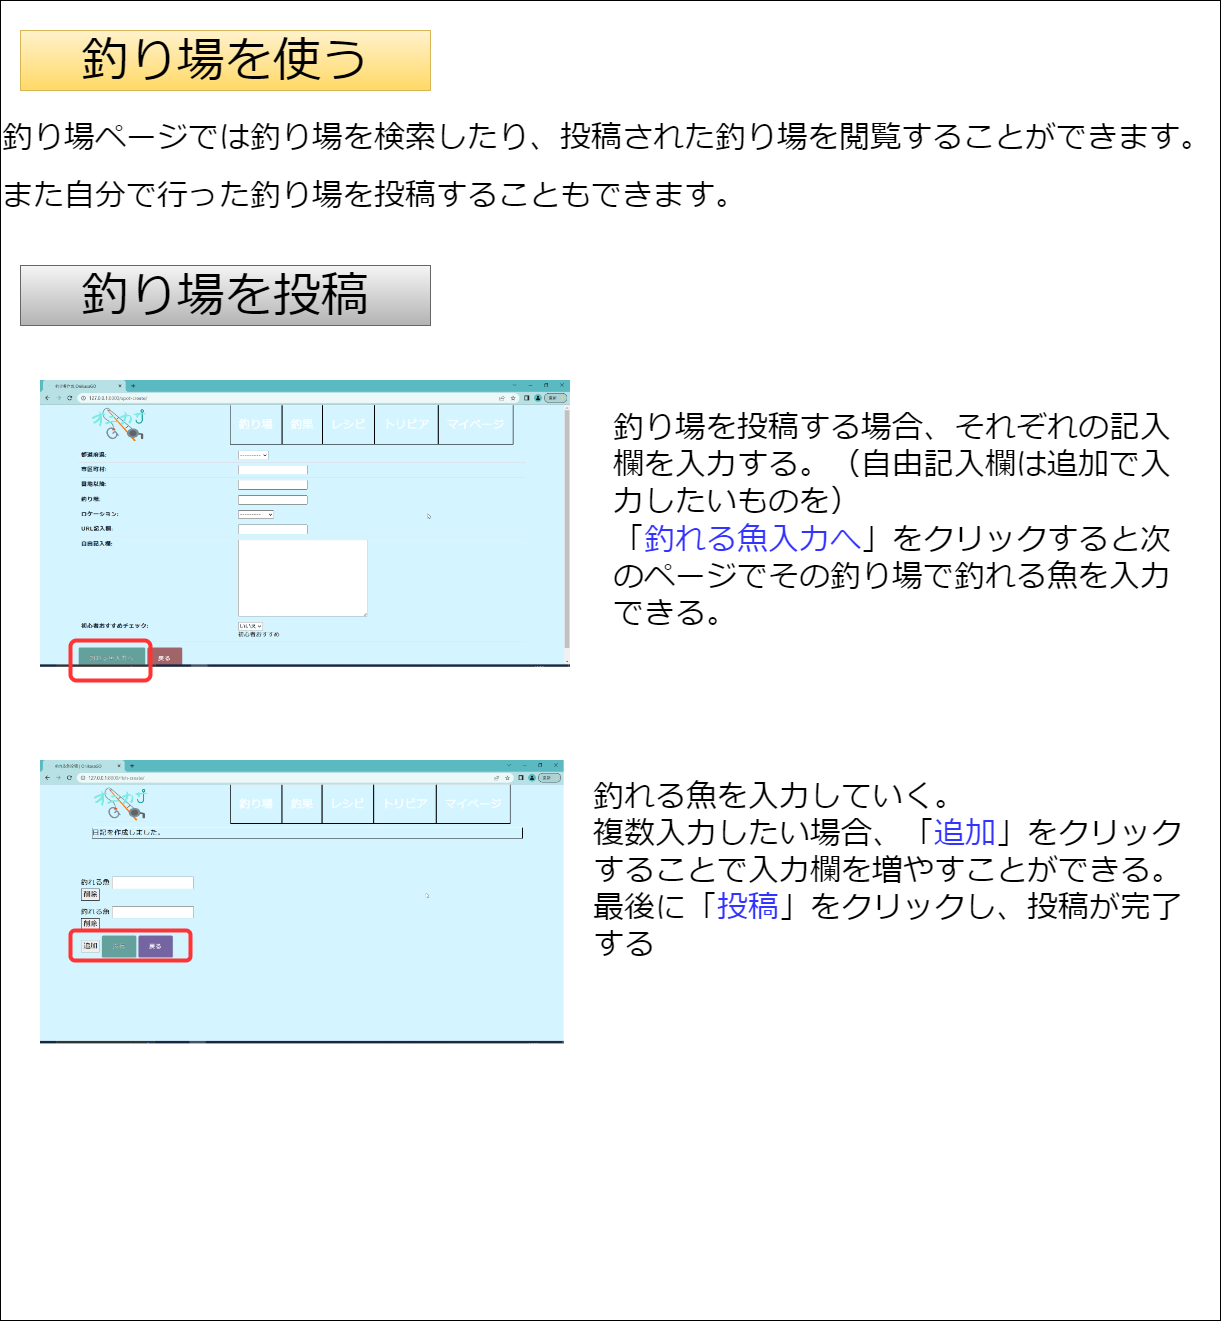 釣り場を使う
釣り場ページでは釣り場を検索したり、投稿された釣り場を閲覧することができます。
また自分で行った釣り場を投稿することもできます。
釣り場を投稿
127.0.0.1:8000/spot-create/
釣り場 釣果 レシピ トリビア マイページ
都道府県:
市区町村:
番地以降:
釣り場:
ロケーション:
URL記入欄:
自由記入欄:
初心者おすすめチェック:
いいえ
初心者おすすめ
戻る
釣り場を投稿する場合、それぞれの記入
欄を入力する。（自由記入欄は追加で入
力したいものを）
「釣れる魚入力へ」をクリックすると次
のページでその釣り場で釣れる魚を入力
できる。
127.0.0.1:8000/fish-create/
釣り場 釣果 レシピ トリビア マイページ
日記を作成しました。
釣れる魚
削除
釣れる魚
削除
追加 戻る
釣れる魚を入力していく。
複数入力したい場合、「追加」をクリック
することで入力欄を増やすことができる。
最後に「投稿」をクリックし、投稿が完了
する